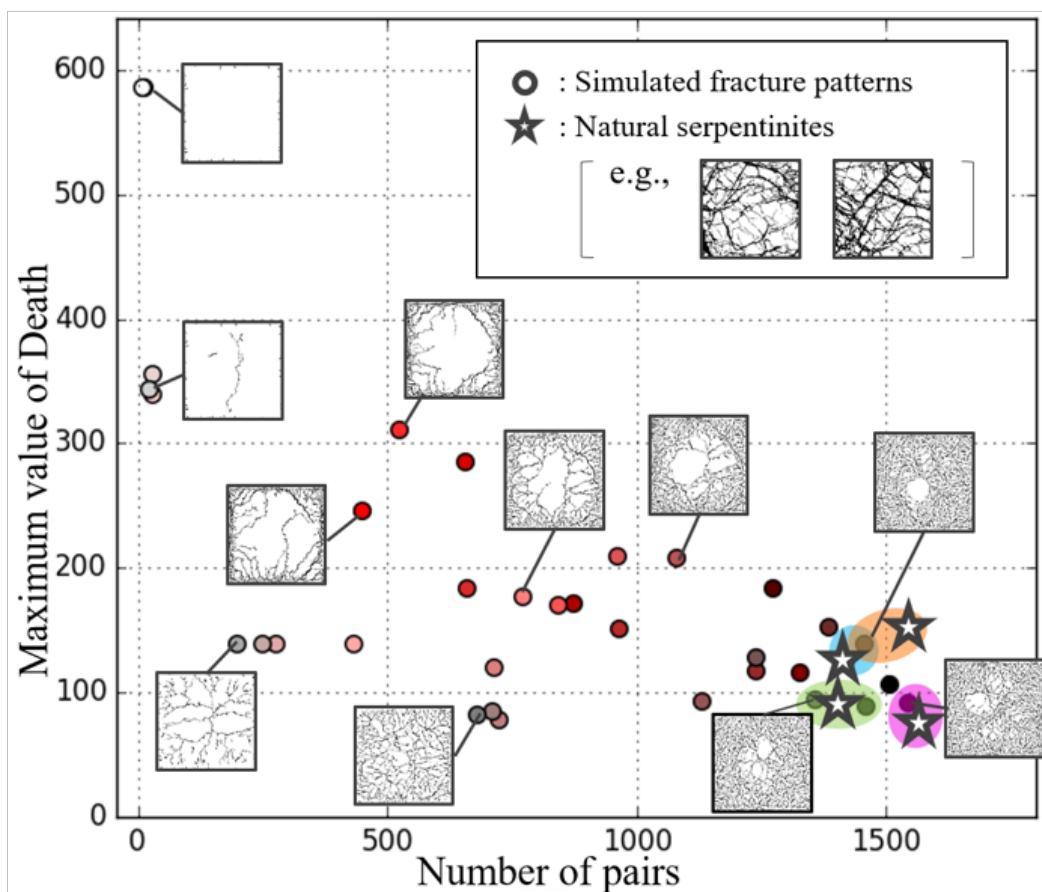 600
500
400
300
200
100
0
Maximum value of Death
: Simulated fracture patterns
: Natural serpentinites
e.g.,
0
500
1000
1500
Number of pairs